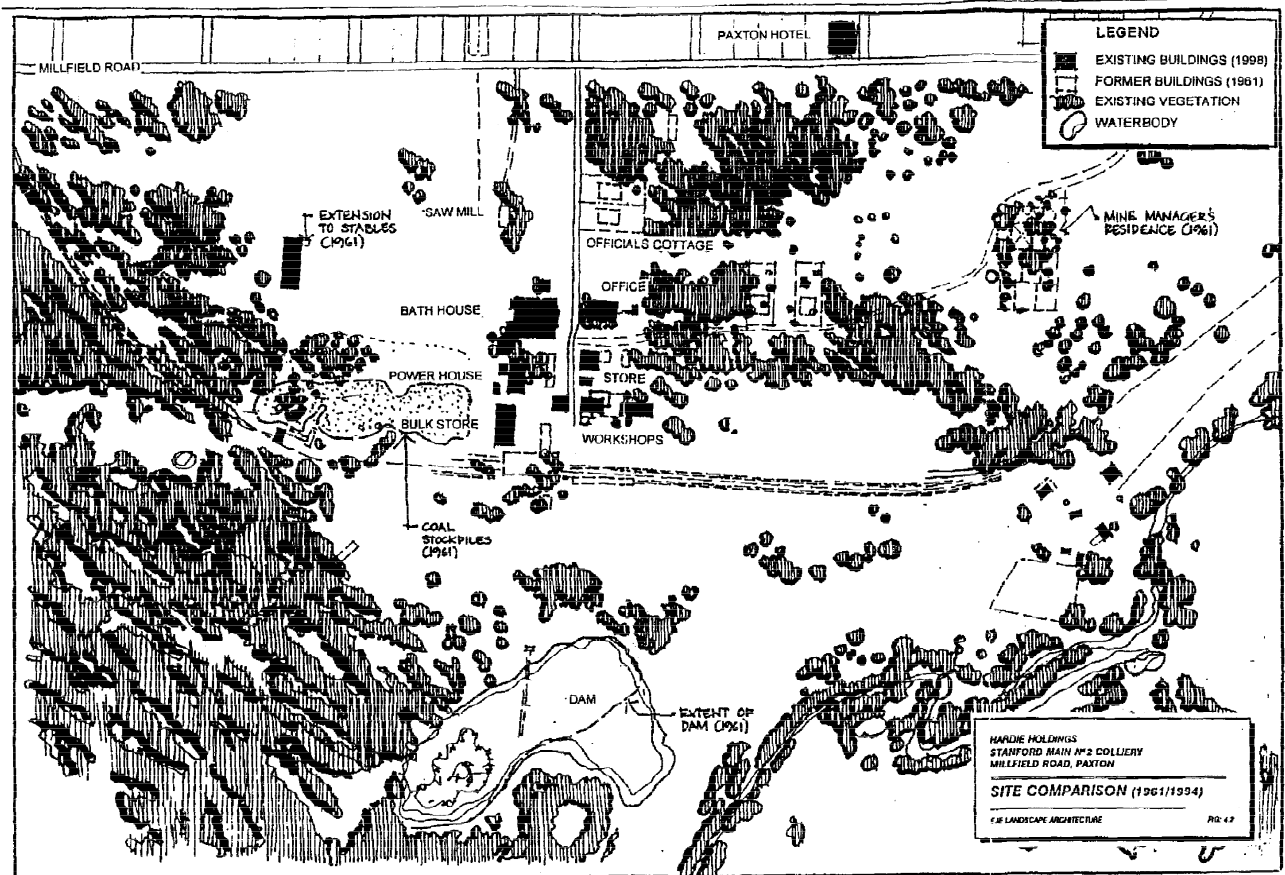 PAXTON HOTEL
MILLFIELD ROAD
LEGEND
EXISTING BUILDINGS (1998)
FORMER BUILDINGS (1961)
EXISTING VEGETATION
WATERBODY
EXTENSION
TO STABLES
(1961)
SAW MILL
OFFICIALS COTTAGE
MINE MANAGER'S
RESIDENCE (1961)
OFFICE
BATH HOUSE
POWER HOUSE
STORE
BULK STORE
WORKSHOPS
COAL
STOCKPILES
(1961)
DAM
EXTENT OF
DAM (1961)
HARDIE HOLDINGS
STANFORD MAIN Nº2 COLLIERY
MILLFIELD ROAD, PAXTON
SITE COMPARISON (1961/1994)
EJE LANDSCAPE ARCHITECTURE
FIG: 4.2